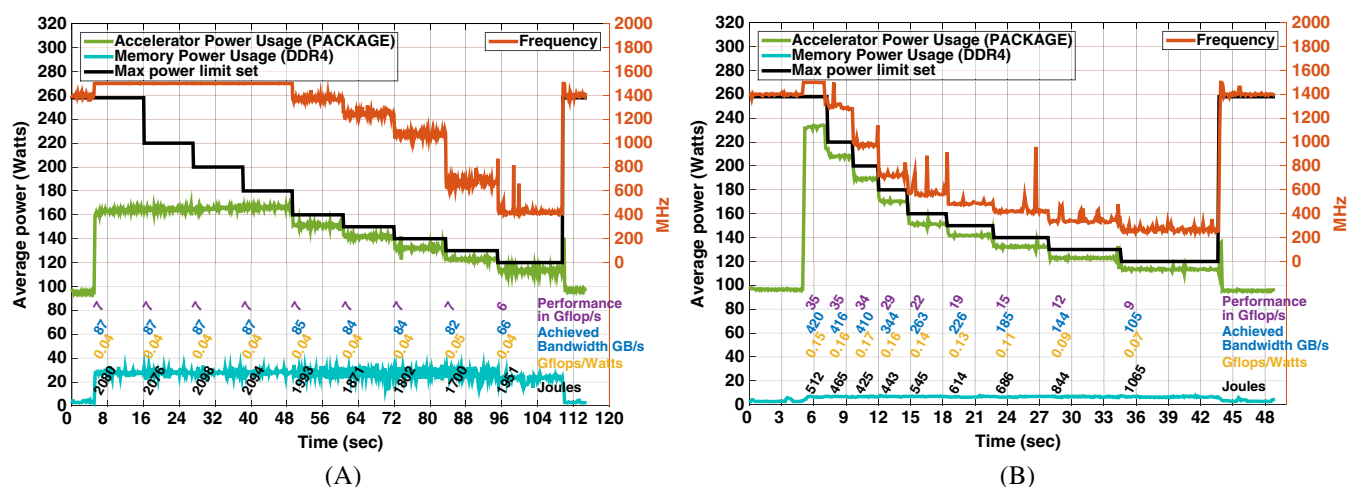 320 300 280 260 240 220 200 180 160 140 120 100 80 60 40 20 0
Average power (Watts)
Accelerator Power Usage (PACKAGE)
Memory Power Usage (DDR4)
Max power limit set
Frequency
2000 1800 1600 1400 1200 1000 800 600 400 200 0
MHz
7 7 7 7 7 7 7 7 6
Performance
in Gflop/s
87 87 87 87 85 84 84 82 66
Achieved
Bandwidth GB/s
0.04 0.04 0.04 0.04 0.04 0.04 0.04 0.05 0.04
Gflops/Watts
2080 2076 2098 2094 1993 1871 1802 1700 1951
Joules
0 8 16 24 32 40 48 56 64 72 80 88 96 104 112 120
Time (sec)
(A)
320 300 280 260 240 220 200 180 160 140 120 100 80 60 40 20 0
Average power (Watts)
Accelerator Power Usage (PACKAGE)
Memory Power Usage (DDR4)
Max power limit set
Frequency
2000 1800 1600 1400 1200 1000 800 600 400 200 0
MHz
35 35 34 29 22 19 15 12 9
Performance
in Gflop/s
420 416 410 344 263 226 185 144 105
Achieved
Bandwidth GB/s
0.15 0.16 0.17 0.16 0.14 0.13 0.11 0.09 0.07
Gflops/Watts
512 465 425 443 545 614 686 844 1065
Joules
0 3 6 9 12 15 18 21 24 27 30 33 36 39 42 45 48
Time (sec)
(B)